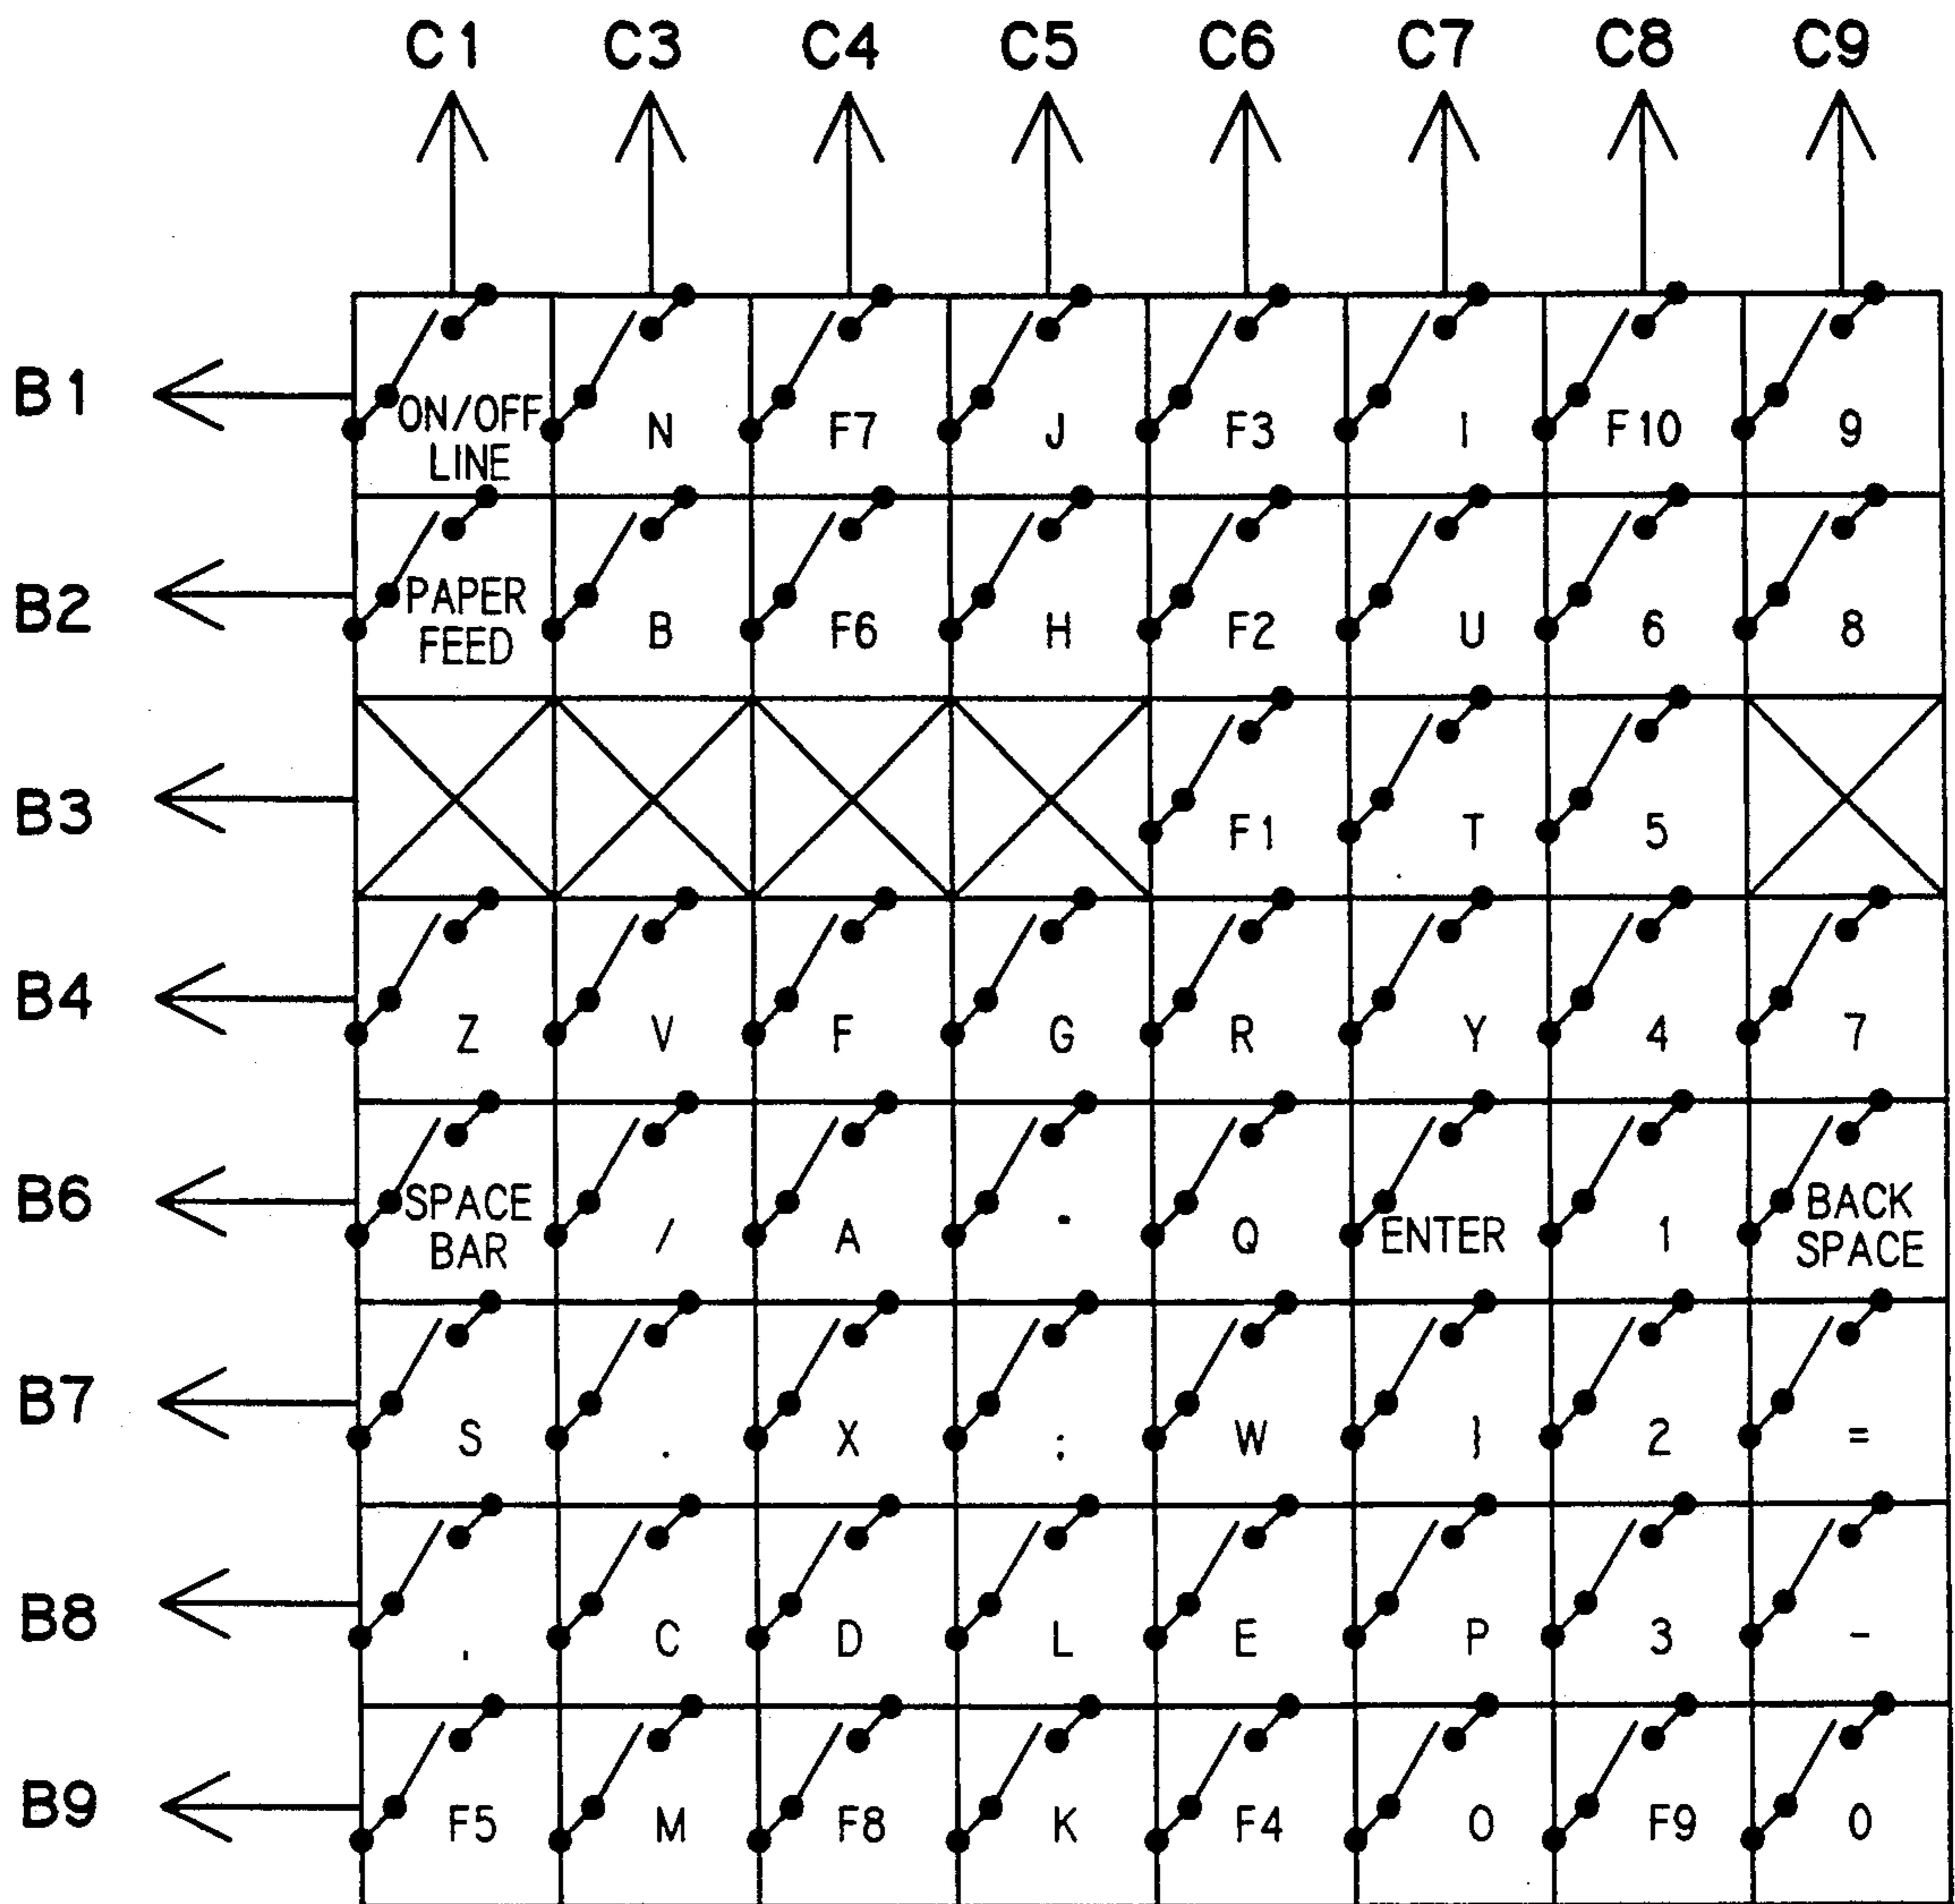 C1 C3 C4 C5 C6 C7 C8 C9
B1 ON/OFF LINE N F7 J F3 I F10 9
B2 PAPER FEED B F6 H F2 U 6 8
B3 F1 T 5
B4 Z V F G R Y 4 7
B6 SPACE BAR / A " Q ENTER 1 BACK SPACE
B7 S . X ; W } 2 =
B8 , C D L E P 3 -
B9 F5 M F8 K F4 O F9 0